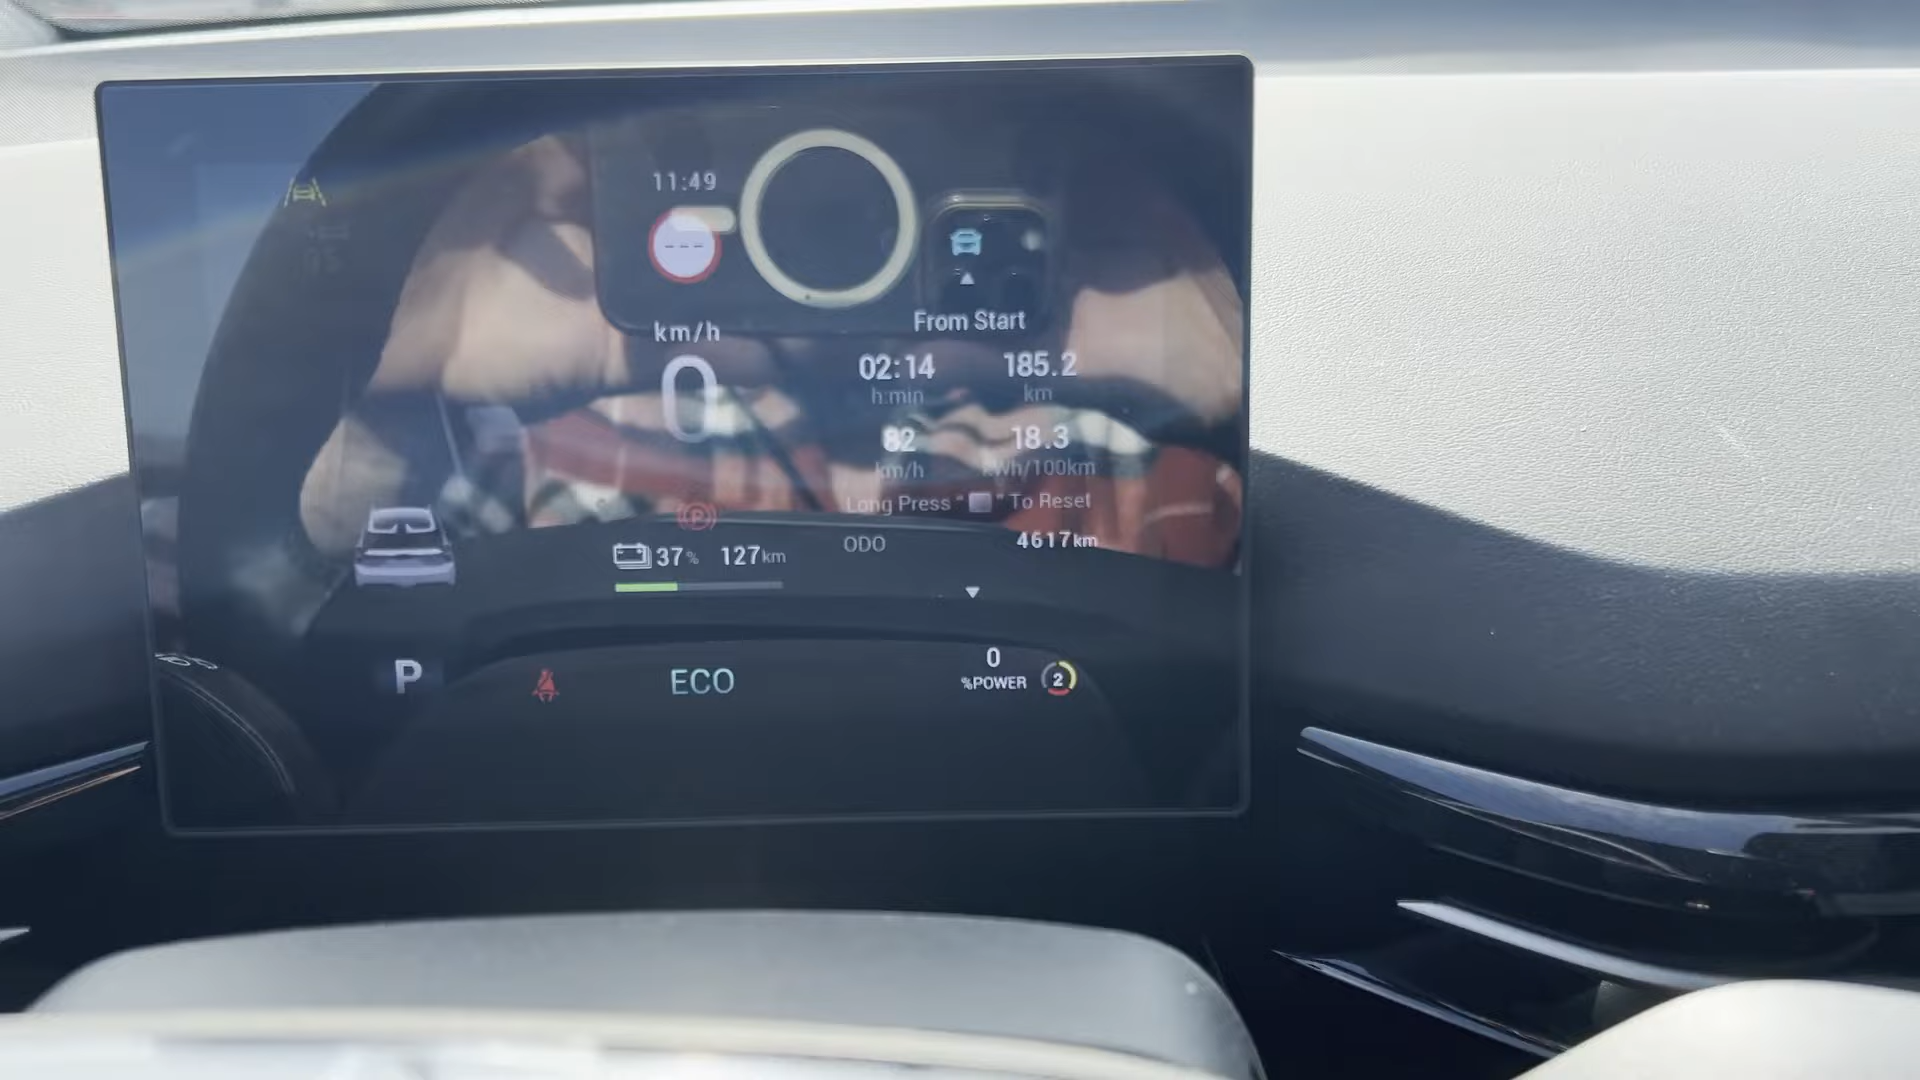 11:49
---
From Start
km/h
0
02:14 185.2
h:min km
82 18.3
km/h kWh/100km
Long Press " " To Reset
P
37% 127km
ODO 4617km
P ECO
0
%POWER 2